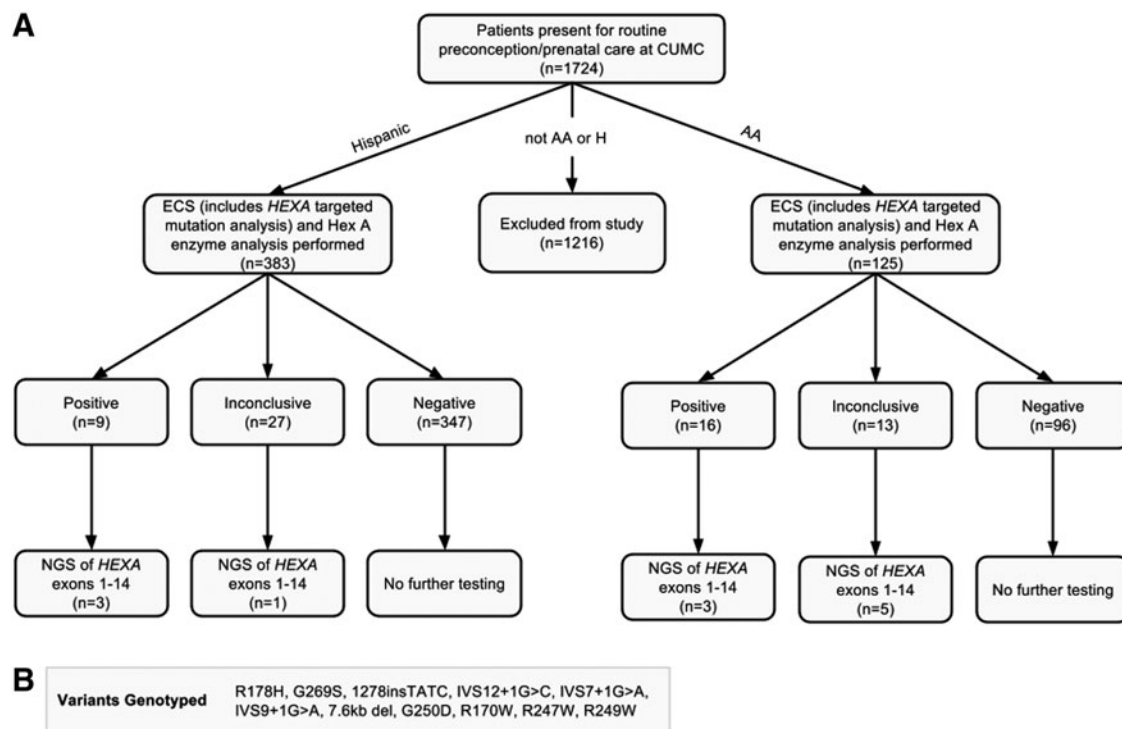 A
Patients present for routine
preconception/prenatal care at CUMC
(n=1724)
Hispanic
not AA or H
AA
ECS (includes HEXA targeted
mutation analysis) and Hex A
enzyme analysis performed
(n=383)
Excluded from study
(n=1216)
ECS (includes HEXA targeted
mutation analysis) and Hex A
enzyme analysis performed
(n=125)
Positive
(n=9)
Inconclusive
(n=27)
Negative
(n=347)
Positive
(n=16)
Inconclusive
(n=13)
Negative
(n=96)
NGS of HEXA
exons 1-14
(n=3)
NGS of HEXA
exons 1-14
(n=1)
No further testing
NGS of HEXA
exons 1-14
(n=3)
NGS of HEXA
exons 1-14
(n=5)
No further testing
B
Variants Genotyped
R178H, G269S, 1278insTATC, IVS12+1G>C, IVS7+1G>A,
IVS9+1G>A, 7.6kb del, G250D, R170W, R247W, R249W